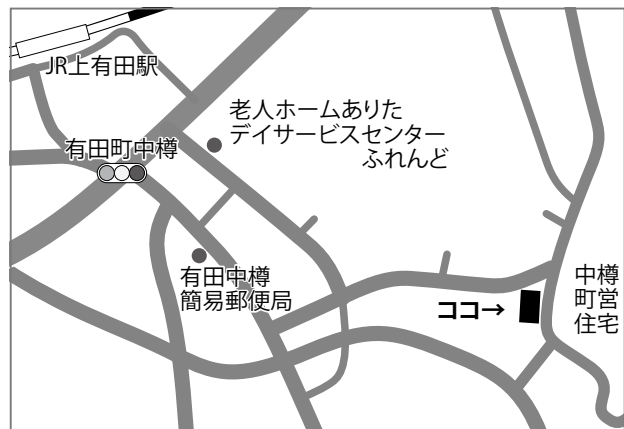 JR上有田駅
有田町中樽
老人ホームありた
デイサービスセンター
ふれんど
有田中樽
簡易郵便局
ココ→
中樽
町営
住宅